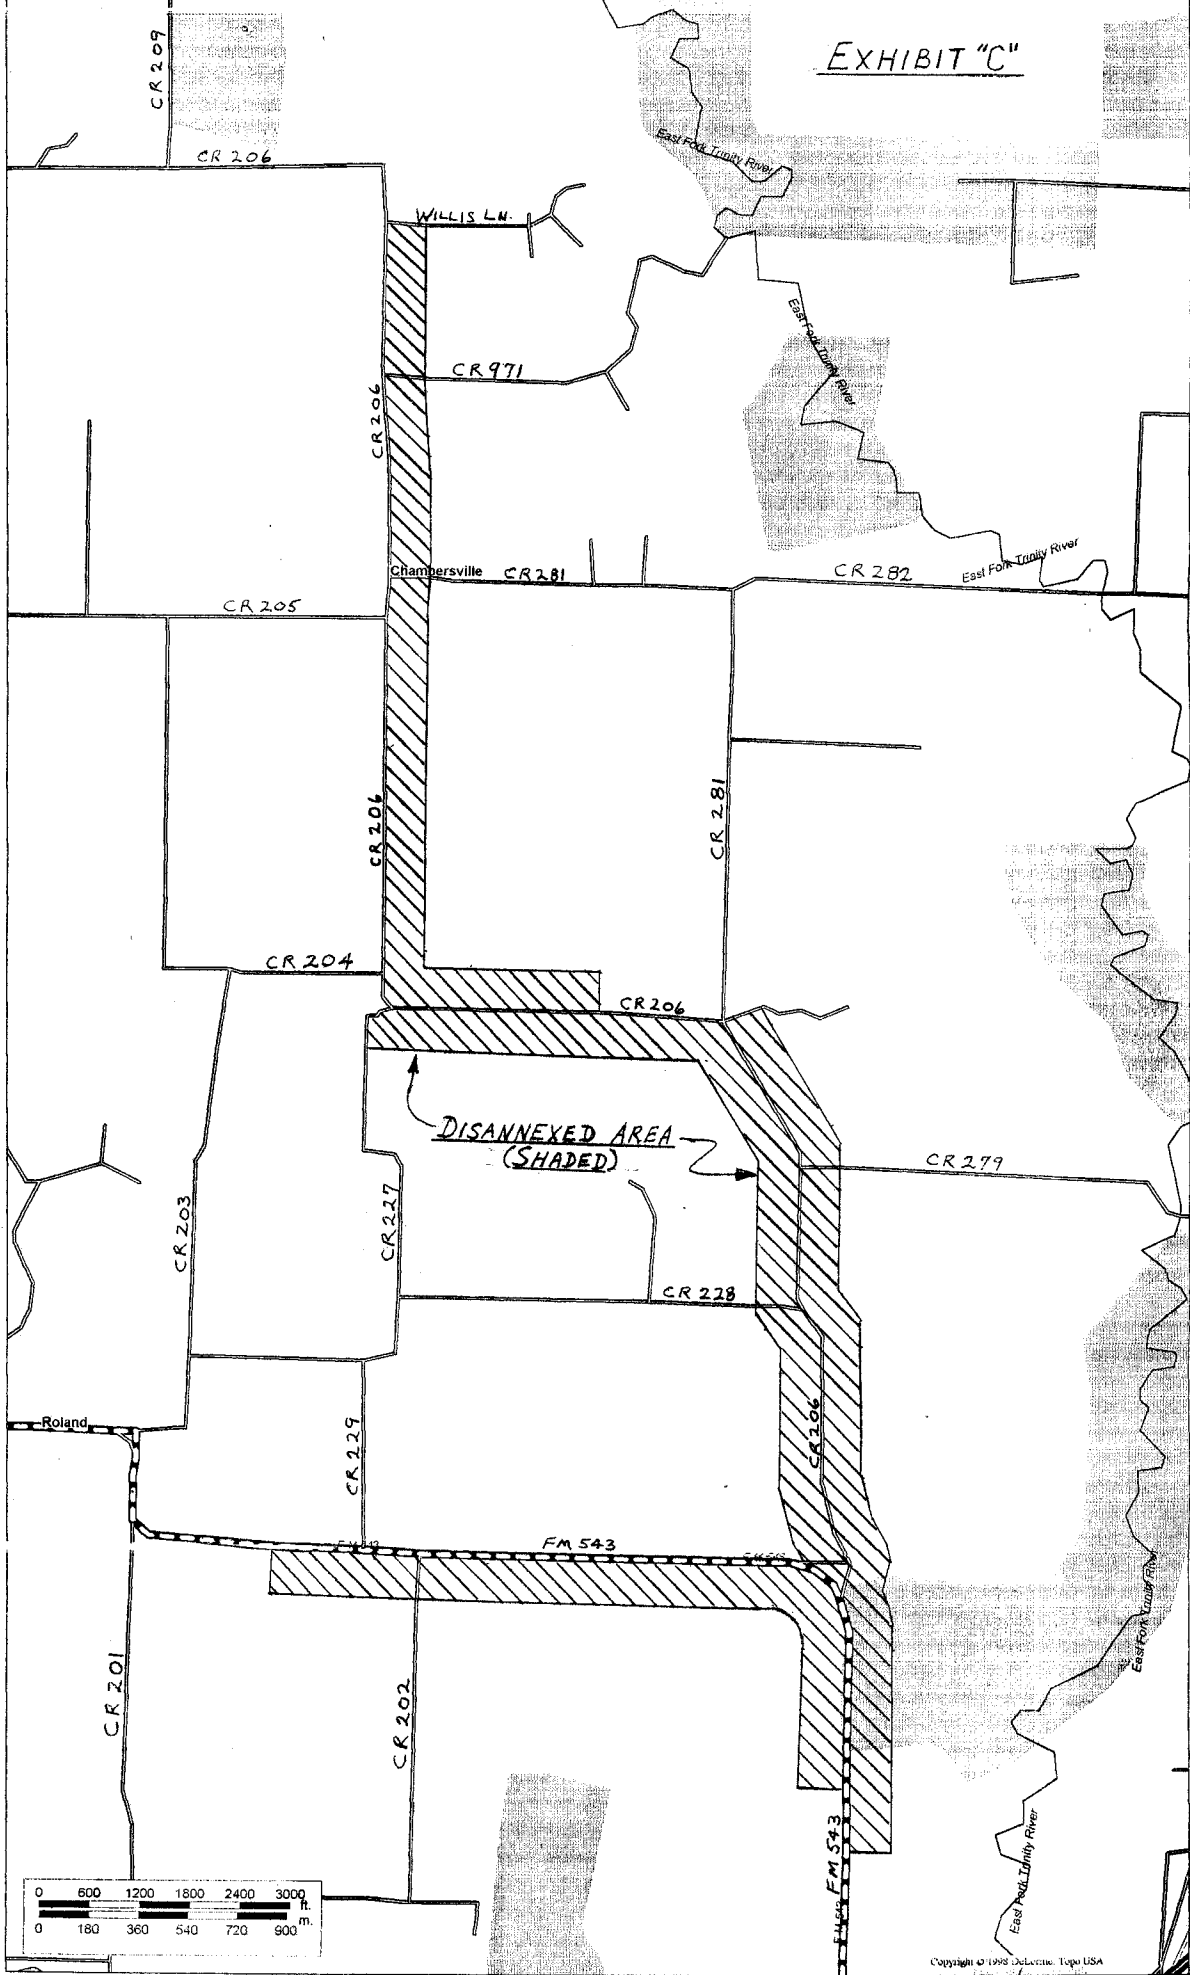 EXHIBIT "C"
CR 209
East Fork Trinity River
CR 206
WILLIS LN.
East Fork Trinity River
CR 971
CR 206
Chambersville
CR 281
CR 282
East Fork Trinity River
CR 205
CR 206
CR 281
CR 204
CR 206
DISANNEXED AREA
(SHADED)
CR 279
CR 203
CR 227
CR 228
CR 206
Roland
CR 229
FM 543
East Fork Trinity River
CR 201
CR 202
FM 543
East Fork Trinity River
0 600 1200 1800 2400 3000
ft.
m.
0 180 360 540 720 900
Copyright © 1998 DeLorme. Topo USA